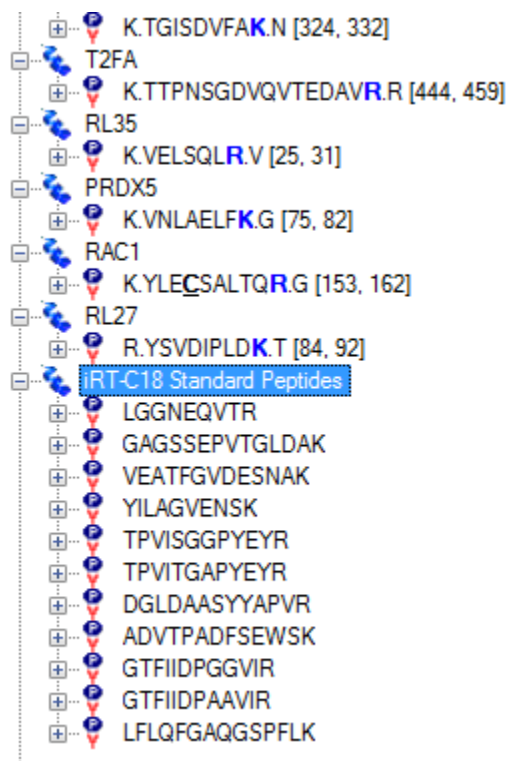 K.TGISDVFAK.N [324, 332]
T2FA
K.TTPNSGDVQVTEDAVR.R [444, 459]
RL35
K.VELSQLR.V [25, 31]
PRDX5
K.VNLAELFK.G [75, 82]
RAC1
K.YLECSALTQR.G [153, 162]
RL27
R.YSVDIPLDK.T [84, 92]
iRT-C18 Standard Peptides
LGGNEQVTR
GAGSSEPVTGLDAK
VEATFGVDESNAK
YILAGVENSK
TPVISGGPYEYR
TPVITGAPYEYR
DGLDAASYYAPVR
ADVTPADFSEWSK
GTFIIDPGGVIR
GTFIIDPAAVIR
LFLQFGAQGSPFLK